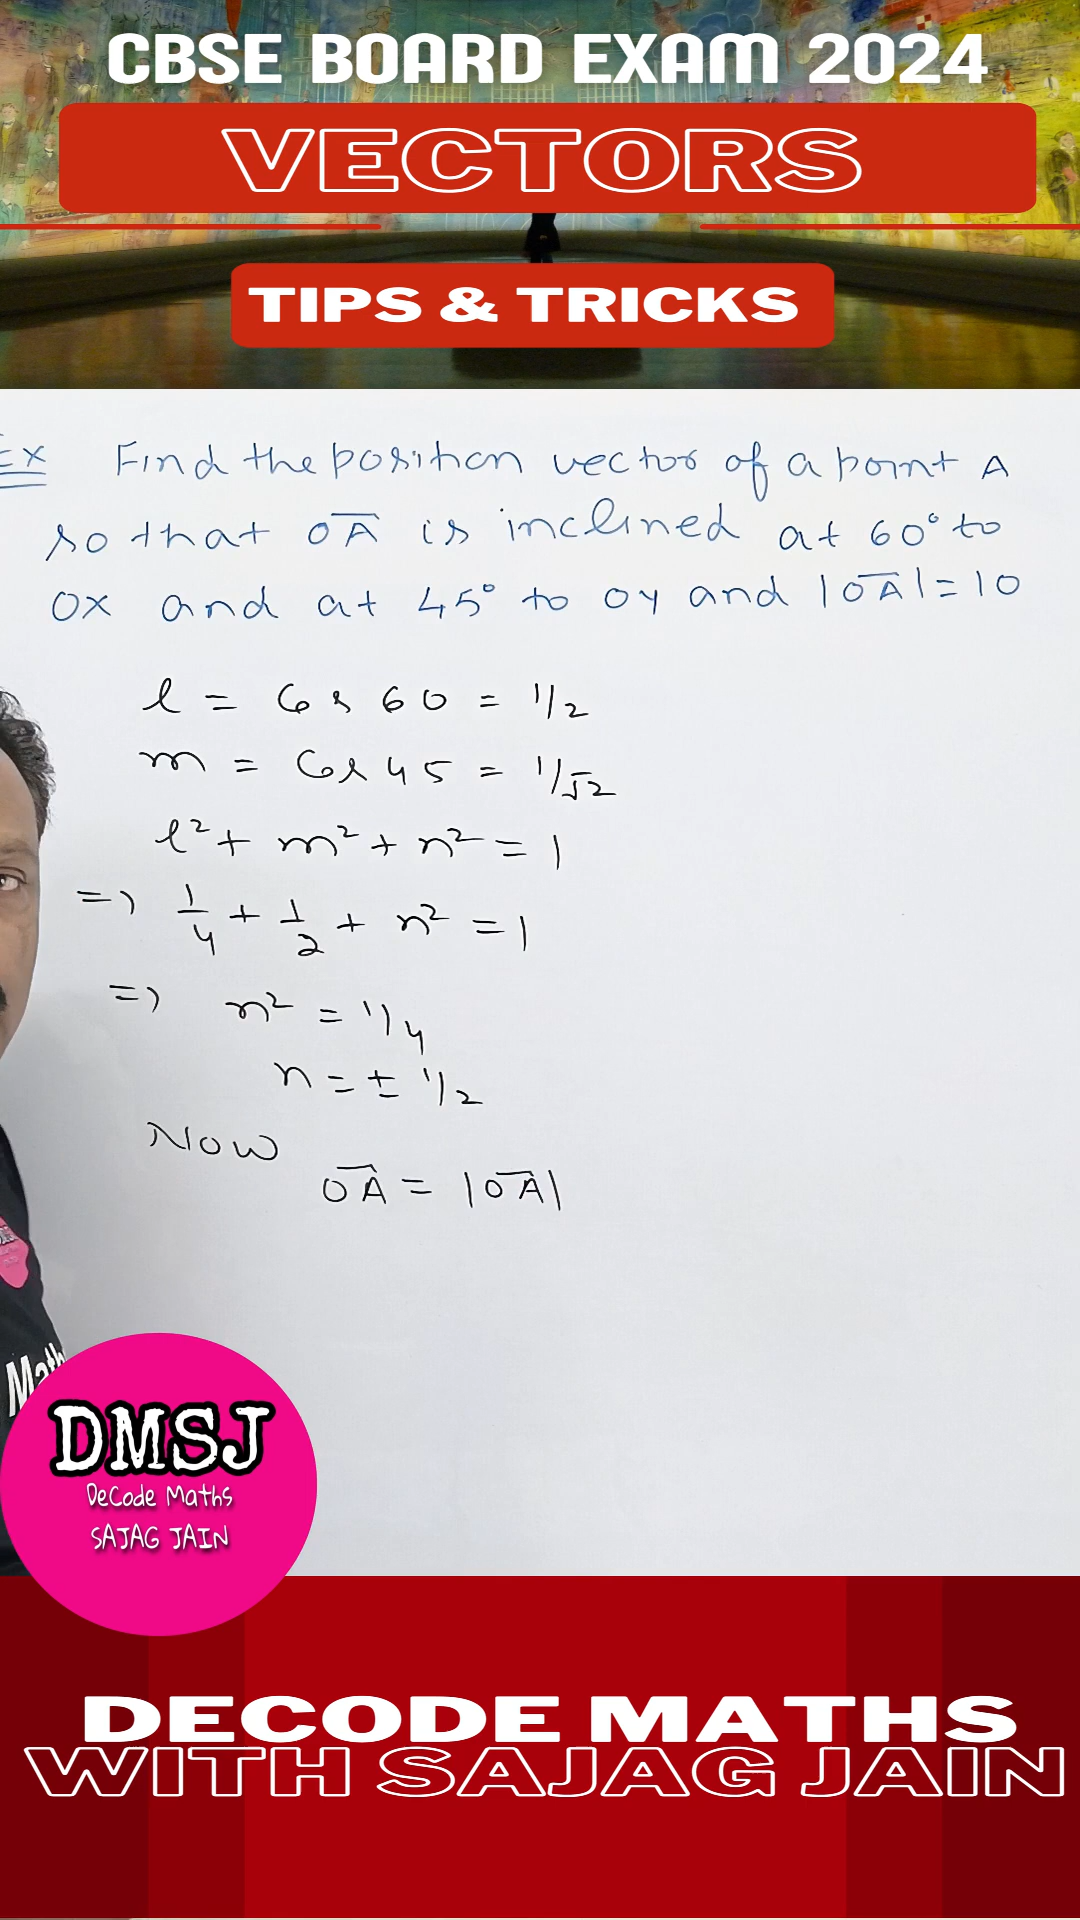 CBSE BOARD EXAM 2024
VECTORS
TIPS & TRICKS
Ex Find the position vector of a point A
so that OA̅ is inclined at 60° to
OX and at 45° to OY and |OA̅| = 10
l = Cos 60 = 1/2
m = Cos 45 = 1/√2
l² + m² + n² = 1
=> 1/4 + 1/2 + n² = 1
=> n² = 1/4
n = ± 1/2
Now
OA̅ = |OA̅|
Math
DMSJ
DeCode Maths
SAJAG JAIN
DECODE MATHS
WITH SAJAG JAIN